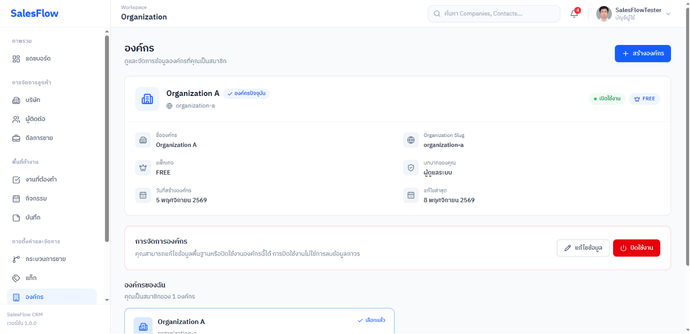 SalesFlow
Workspace
Organization
ค้นหา Companies, Contacts...
4
SalesFlowTester
บัญชีผู้ใช้
ภาพรวม
แดชบอร์ด
การจัดการลูกค้า
บริษัท
ผู้ติดต่อ
ดีลการขาย
พื้นที่ทำงาน
งานที่ต้องทำ
กิจกรรม
บันทึก
การตั้งค่าและจัดการ
กระบวนการขาย
แท็ก
องค์กร
SalesFlow CRM
เวอร์ชัน 1.0.0
องค์กร
ดูและจัดการข้อมูลองค์กรที่คุณเป็นสมาชิก
สร้างองค์กร
Organization A
องค์กรปัจจุบัน
organization-a
เปิดใช้งาน
FREE
ชื่อองค์กร
Organization A
Organization Slug
organization-a
แพ็กเกจ
FREE
บทบาทของคุณ
ผู้ดูแลระบบ
วันที่สร้างองค์กร
5 พฤศจิกายน 2569
แก้ไขล่าสุด
8 พฤศจิกายน 2569
การจัดการองค์กร
คุณสามารถแก้ไขข้อมูลพื้นฐานหรือปิดใช้งานองค์กรนี้ได้ การปิดใช้งานไม่ใช่การลบข้อมูลถาวร
แก้ไขข้อมูล
ปิดใช้งาน
องค์กรของฉัน
คุณเป็นสมาชิกของ 1 องค์กร
Organization A
เลือกแล้ว